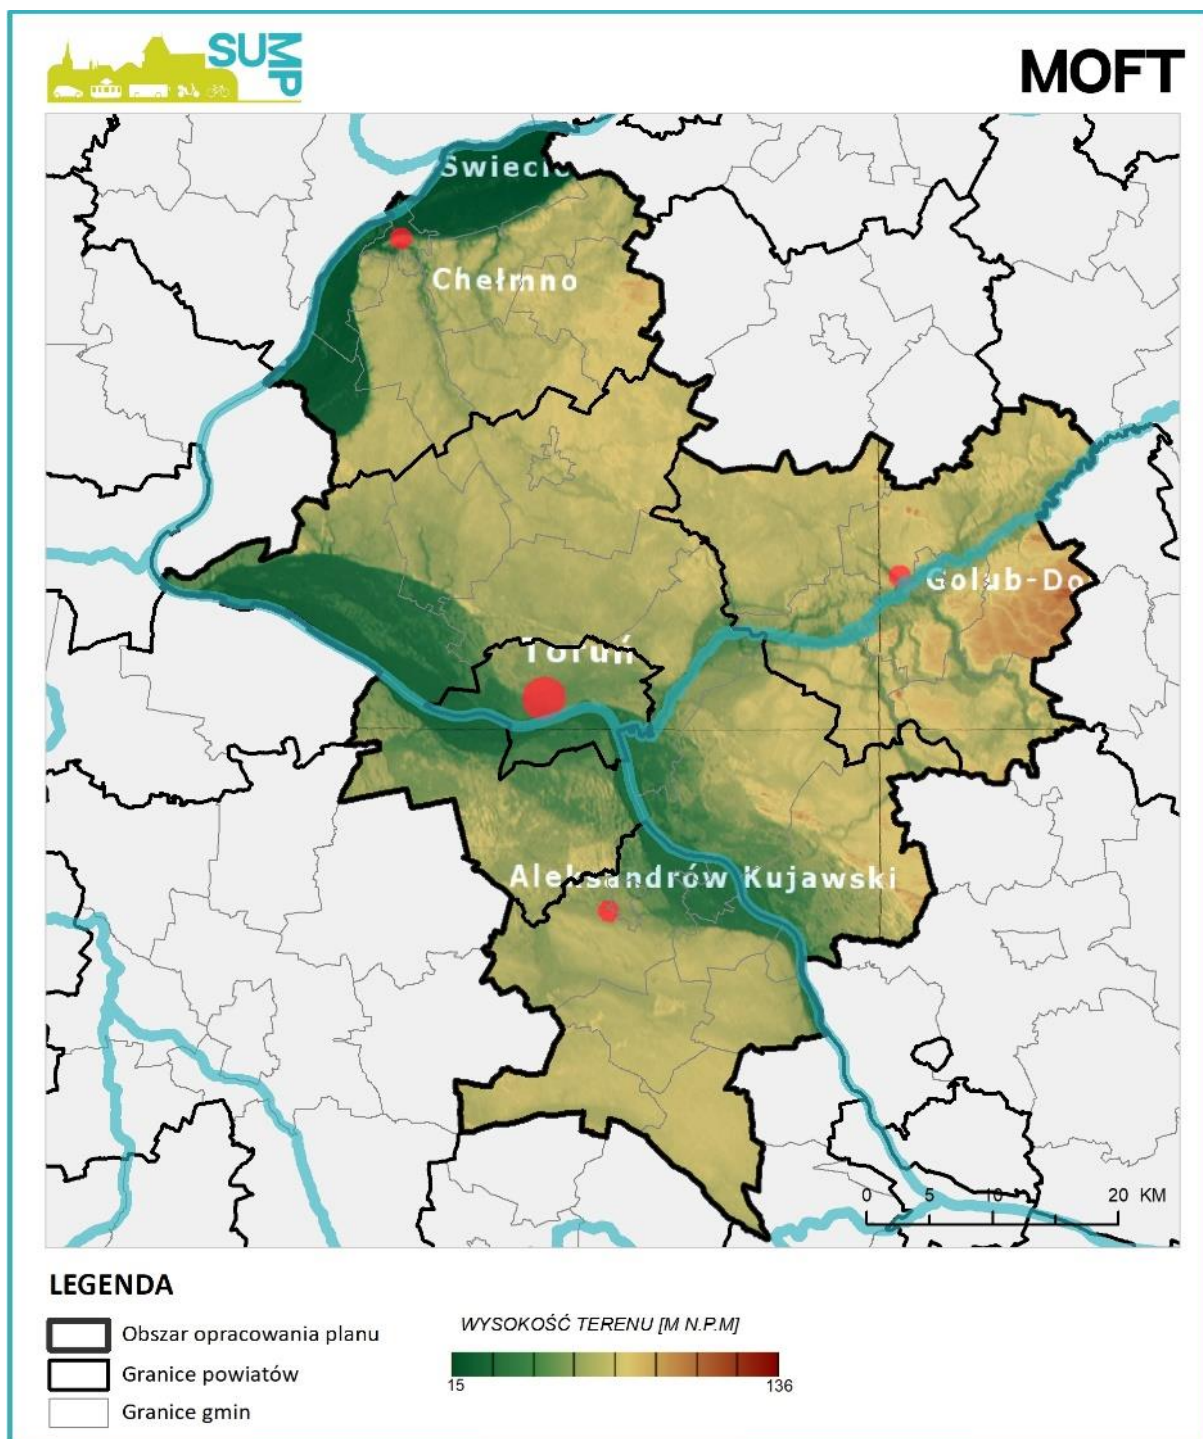 SUMP
MOFT
Świecie
Chełmno
Golub-Do
Toruń
Aleksandrów Kujawski
0 5 10 20 KM
LEGENDA
Obszar opracowania planu
Granice powiatów
Granice gmin
WYSOKOŚĆ TERENU [M N.P.M]
15 136